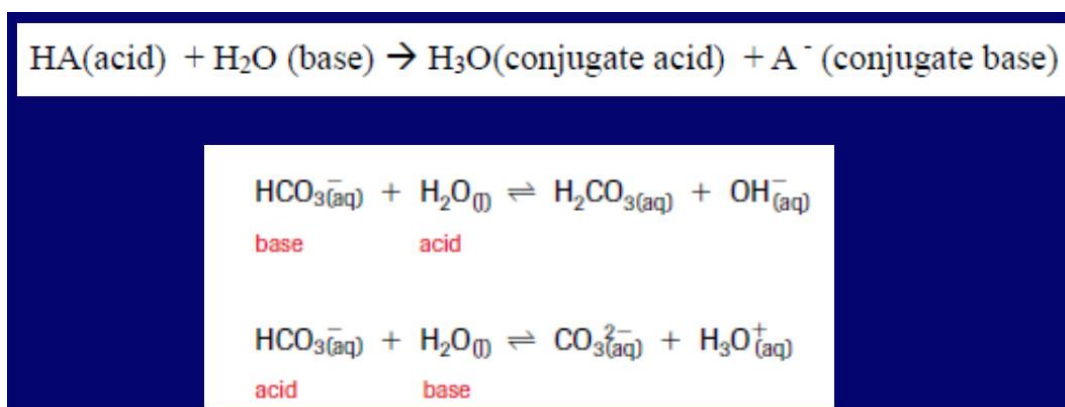 HA(acid) + H₂O (base) → H₃O(conjugate acid) + A⁻ (conjugate base)
HCO₃⁻(aq) + H₂O(l) ⇌ H₂CO₃(aq) + OH⁻(aq)
base acid
HCO₃⁻(aq) + H₂O(l) ⇌ CO₃²⁻(aq) + H₃O⁺(aq)
acid base